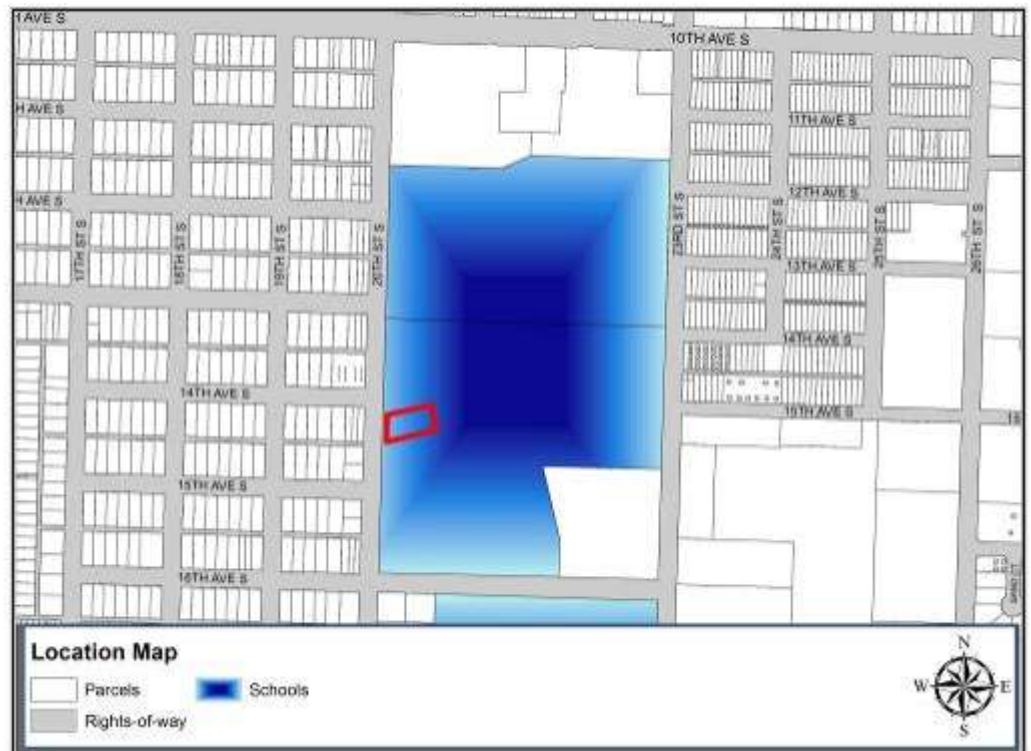 H AVE S
10TH AVE S
H AVE S
11TH AVE S
H AVE S
12TH AVE S
17TH ST S
18TH ST S
19TH ST S
20TH ST S
23RD ST S
24TH ST S
25TH ST S
26TH ST S
13TH AVE S
14TH AVE S
14TH AVE S
15TH AVE S
15TH AVE S
16TH AVE S
Location Map
Parcels
Schools
Rights-of-way
N
W
E
S